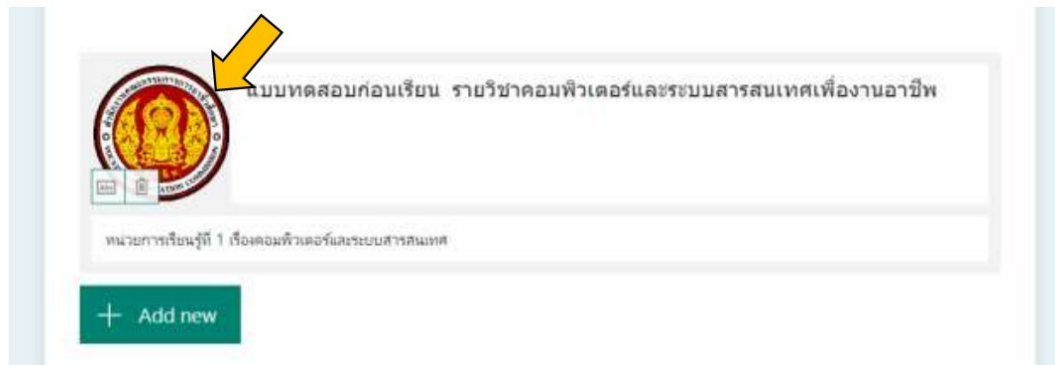 แบบทดสอบก่อนเรียน รายวิชาคอมพิวเตอร์และระบบสารสนเทศเพื่องานอาชีพ
หน่วยการเรียนรู้ที่ 1 เรื่องคอมพิวเตอร์และระบบสารสนเทศ
+ Add new